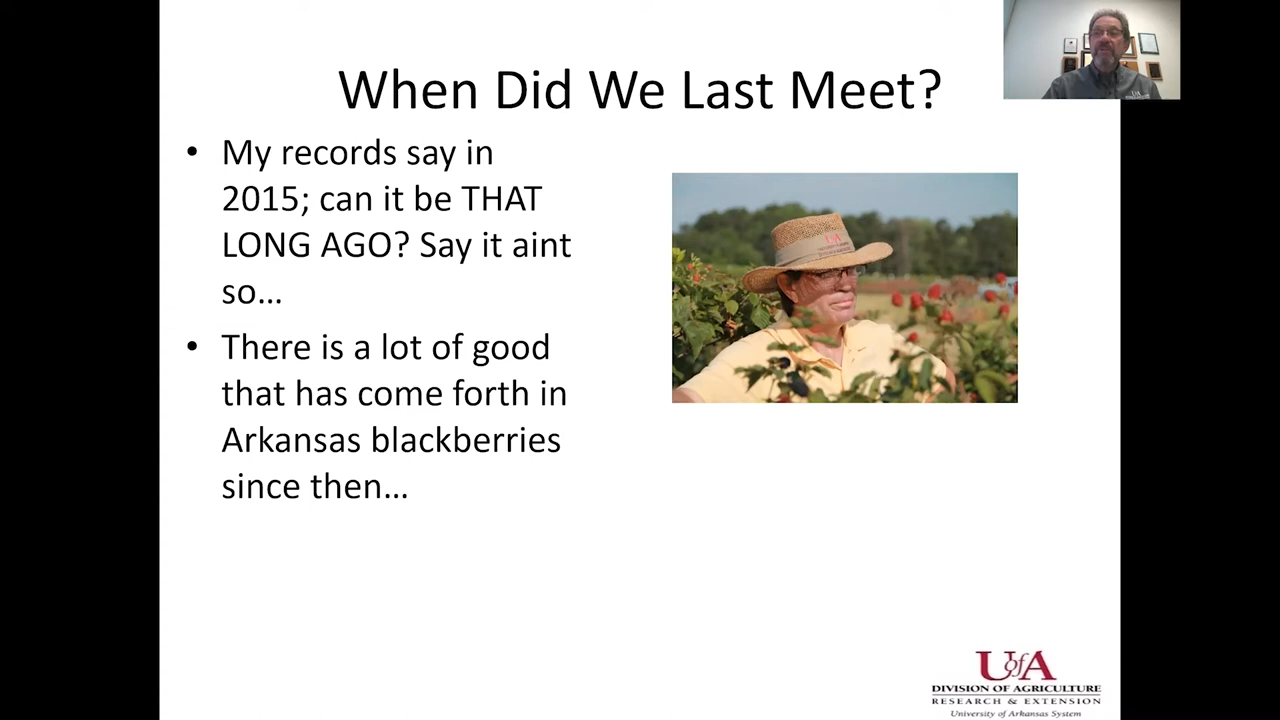 When Did We Last Meet?
• My records say in
2015; can it be THAT
LONG AGO? Say it aint
so...
• There is a lot of good
that has come forth in
Arkansas blackberries
since then...
UA
UofA
DIVISION OF AGRICULTURE
RESEARCH & EXTENSION
University of Arkansas System